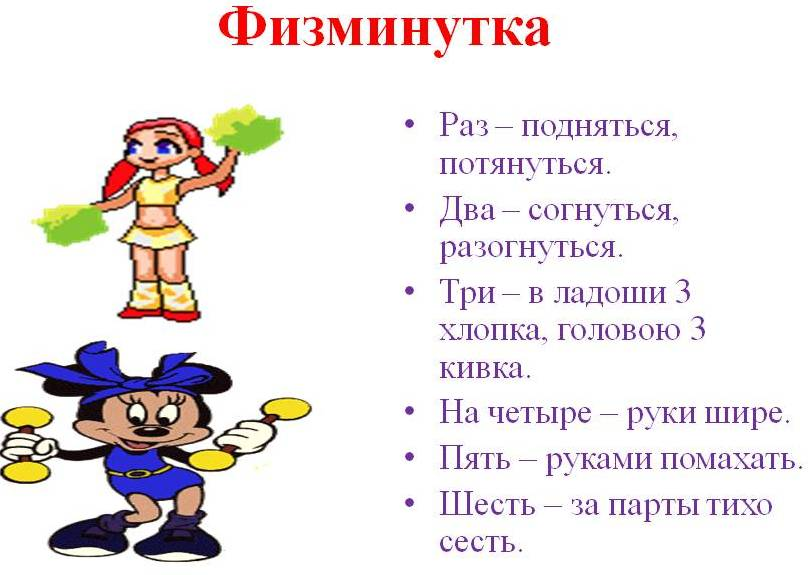 Физминутка
• Раз – подняться,
потянуться.
• Два – согнуться,
разогнуться.
• Три – в ладоши 3
хлопка, головою 3
кивка.
• На четыре – руки шире.
• Пять – руками помахать.
• Шесть – за парты тихо
сесть.